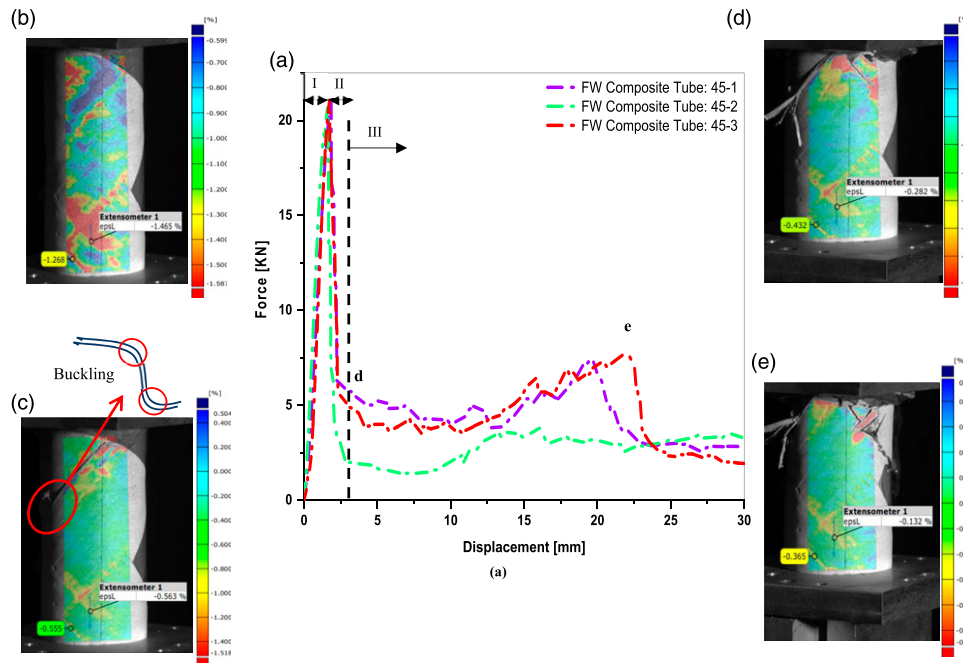 (b)
[%]
-0.599
-0.700
-0.800
-0.900
-1.000
-1.100
-1.200
-1.300
-1.400
-1.500
-1.587
Extensometer 1
epsL
-1.465 %
-1.268
Buckling
(c)
[%]
0.504
0.400
0.200
0.000
-0.200
-0.400
-0.600
-0.800
-1.000
-1.200
-1.400
-1.518
Extensometer 1
epsL
-0.563 %
-0.555
(a)
I
II
III
FW Composite Tube: 45-1
FW Composite Tube: 45-2
FW Composite Tube: 45-3
d
e
Force [KN]
20
15
10
5
0
0
5
10
15
20
25
30
Displacement [mm]
(a)
(d)
Extensometer 1
epsL
-0.282 %
-0.432
(e)
[%]
Extensometer 1
epsL
-0.132 %
-0.365